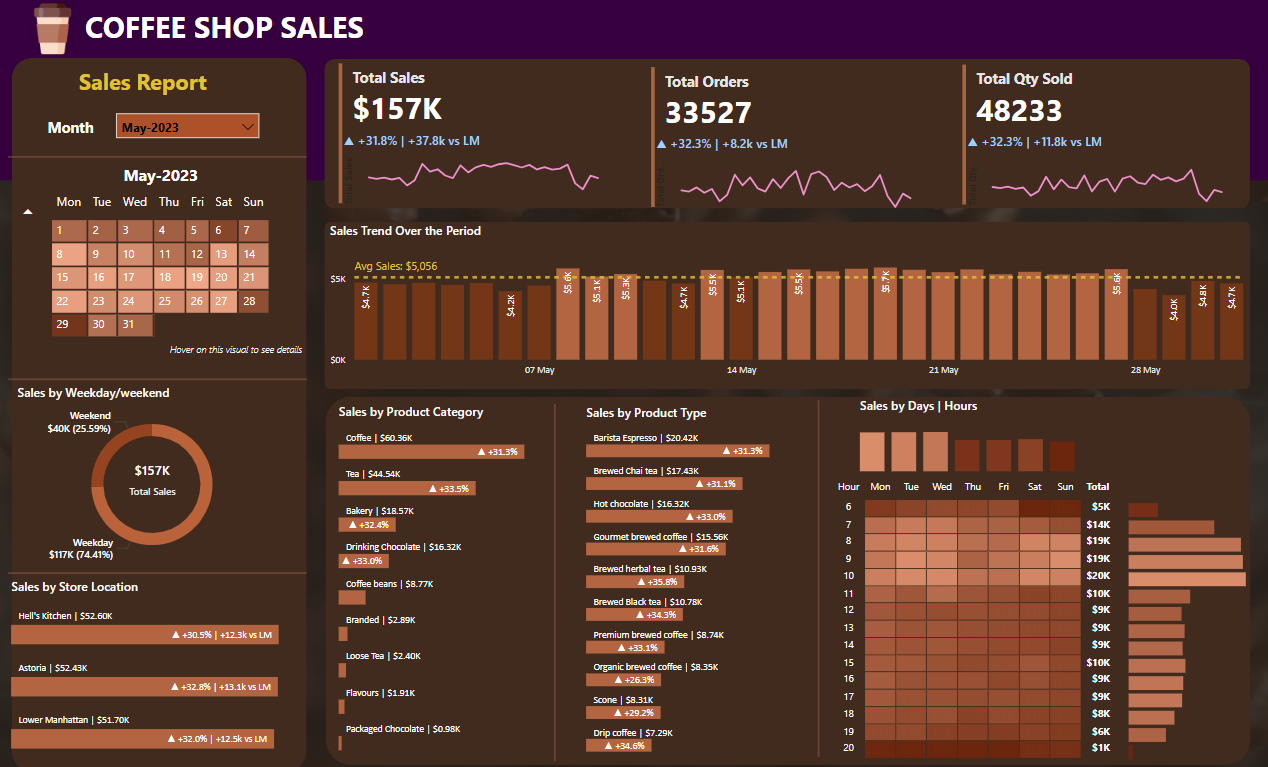 COFFEE SHOP SALES
Sales Report
Month
May-2023
May-2023
Mon Tue Wed Thu Fri Sat Sun
1 2 3 4 5 6 7
8 9 10 11 12 13 14
15 16 17 18 19 20 21
22 23 24 25 26 27 28
29 30 31
Hover on this visual to see details
Sales by Weekday/weekend
Weekend
$40K (25.59%)
$157K
Total Sales
Weekday
$117K (74.41%)
Sales by Store Location
Hell's Kitchen | $52.60K
▲ +30.5% | +12.3k vs LM
Astoria | $52.43K
▲ +32.8% | +13.1k vs LM
Lower Manhattan | $51.70K
▲ +32.0% | +12.5k vs LM
Total Sales
$157K
▲ +31.8% | +37.8k vs LM
Total Orders
33527
▲ +32.3% | +8.2k vs LM
Total Qty Sold
48233
▲ +32.3% | +11.8k vs LM
Sales Trend Over the Period
Avg Sales: $5,056
$5K
$0K
$4.7K
$4.2K
$5.6K
$5.1K
$5.3K
$4.7K
$5.5K
$5.1K
$5.5K
$5.7K
$5.6K
$4.0K
$4.8K
$4.7K
07 May
14 May
21 May
28 May
Sales by Product Category
Coffee | $60.36K
▲ +31.3%
Tea | $44.54K
▲ +33.5%
Bakery | $18.57K
▲ +32.4%
Drinking Chocolate | $16.32K
▲ +33.0%
Coffee beans | $8.77K
Branded | $2.89K
Loose Tea | $2.40K
Flavours | $1.91K
Packaged Chocolate | $0.98K
Sales by Product Type
Barista Espresso | $20.42K
▲ +31.3%
Brewed Chai tea | $17.43K
▲ +31.1%
Hot chocolate | $16.32K
▲ +33.0%
Gourmet brewed coffee | $15.56K
▲ +31.6%
Brewed herbal tea | $10.93K
▲ +35.8%
Brewed Black tea | $10.78K
▲ +34.3%
Premium brewed coffee | $8.74K
▲ +33.1%
Organic brewed coffee | $8.35K
▲ +26.3%
Scone | $8.31K
▲ +29.2%
Drip coffee | $7.29K
▲ +34.6%
Sales by Days | Hours
Hour Mon Tue Wed Thu Fri Sat Sun Total
6 $5K
7 $14K
8 $19K
9 $19K
10 $20K
11 $10K
12 $9K
13 $9K
14 $9K
15 $10K
16 $9K
17 $9K
18 $8K
19 $6K
20 $1K